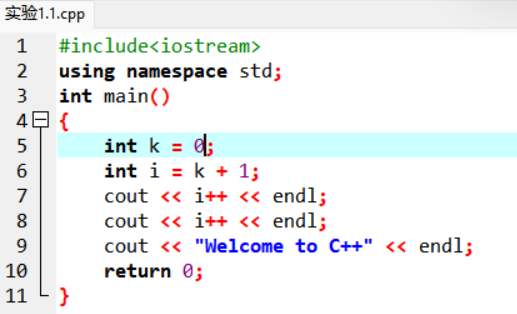 实验1.1.cpp
1 #include<iostream>
2 using namespace std;
3 int main()
4 {
5 int k = 0;
6 int i = k + 1;
7 cout << i++ << endl;
8 cout << i++ << endl;
9 cout << "Welcome to C++" << endl;
10 return 0;
11 }